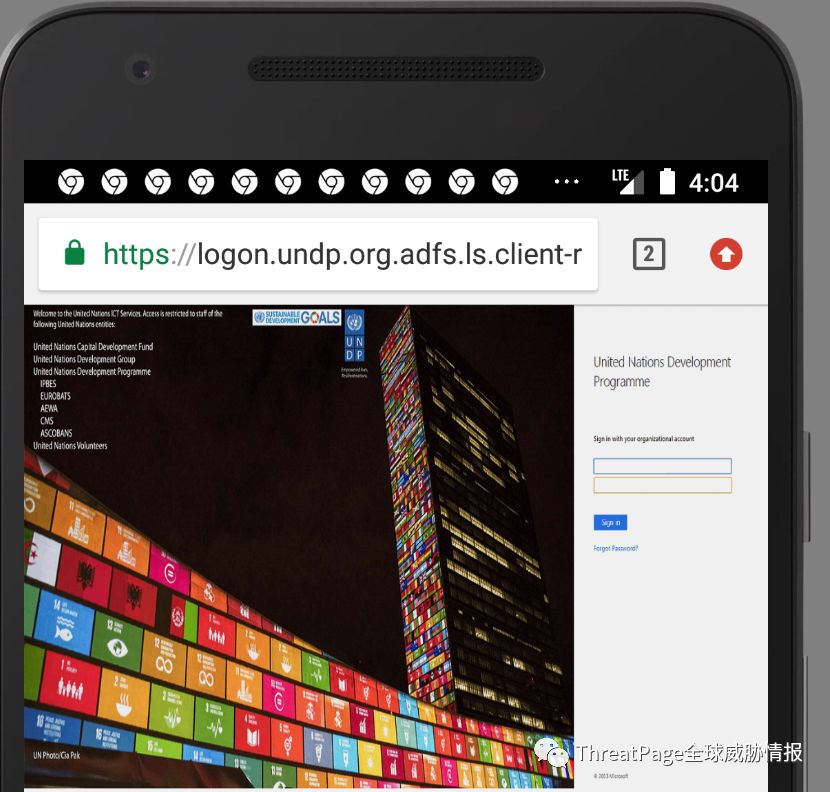 LTE 4:04
https://logon.undp.org.adfs.ls.client-r
2
Welcome to the United Nations ICT Services. Access is restricted to staff of the
following United Nations entities:
SUSTAINABLE DEVELOPMENT GOALS
UN
DP
United Nations Capital Development Fund
United Nations Development Group
United Nations Development Programme
IPBES
EUROBATS
AEWA
CMS
ASCOBANS
United Nations Volunteers
United Nations Development
Programme
Sign in with your organizational account
Sign in
Forgot Password?
UN Photo/Cia Pak
ThreatPage全球威胁情报
© 2013 Microsoft